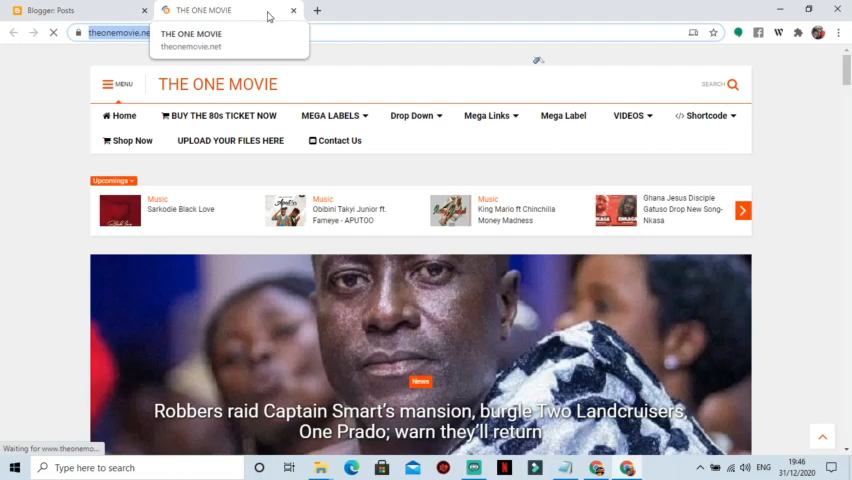 Blogger: Posts
THE ONE MOVIE
theonemovie.ne
THE ONE MOVIE
theonemovie.net
MENU
THE ONE MOVIE
SEARCH
Home
BUY THE 80s TICKET NOW
MEGA LABELS
Drop Down
Mega Links
Mega Label
VIDEOS
</> Shortcode
Shop Now
UPLOAD YOUR FILES HERE
Contact Us
Upcomings
Music
Sarkodie Black Love
Music
Obibini Takyi Junior ft.
Fameye - APUTOO
Music
King Mario ft Chinchilla
Money Madness
Ghana Jesus Disciple
Gatuso Drop New Song-
Nkasa
News
Robbers raid Captain Smart's mansion, burgle Two Landcruisers,
One Prado; warn they'll return
Waiting for www.theonemo...
Type here to search
ENG
19:46
31/12/2020